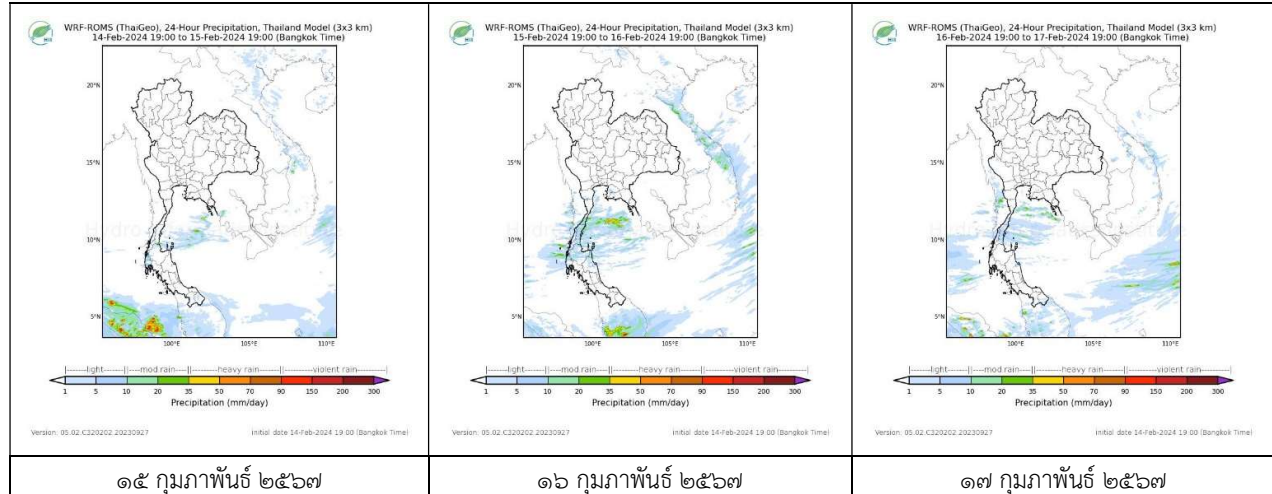 WRF-ROMS (ThaiGeo), 24-Hour Precipitation, Thailand Model (3x3 km)
14-Feb-2024 19:00 to 15-Feb-2024 19:00 (Bangkok Time)
20°N
15°N
10°N
5°N
100°E 105°E 110°E
|--------light--------||----mod rain----||--------heavy rain--------||------violent rain------|
1 5 10 20 35 50 70 90 150 200 300
Precipitation (mm/day)
Version: 05.02.C320202.20230927 initial date 14-Feb-2024 19:00 (Bangkok Time)
๑๕ กุมภาพันธ์ ๒๕๖๗
WRF-ROMS (ThaiGeo), 24-Hour Precipitation, Thailand Model (3x3 km)
15-Feb-2024 19:00 to 16-Feb-2024 19:00 (Bangkok Time)
20°N
15°N
10°N
5°N
100°E 105°E 110°E
|--------light--------||----mod rain----||--------heavy rain--------||------violent rain------|
1 5 10 20 35 50 70 90 150 200 300
Precipitation (mm/day)
Version: 05.02.C320202.20230927 initial date 14-Feb-2024 19:00 (Bangkok Time)
๑๖ กุมภาพันธ์ ๒๕๖๗
WRF-ROMS (ThaiGeo), 24-Hour Precipitation, Thailand Model (3x3 km)
16-Feb-2024 19:00 to 17-Feb-2024 19:00 (Bangkok Time)
20°N
15°N
10°N
5°N
100°E 105°E 110°E
|--------light--------||----mod rain----||--------heavy rain--------||------violent rain------|
1 5 10 20 35 50 70 90 150 200 300
Precipitation (mm/day)
Version: 05.02.C320202.20230927 initial date 14-Feb-2024 19:00 (Bangkok Time)
๑๗ กุมภาพันธ์ ๒๕๖๗